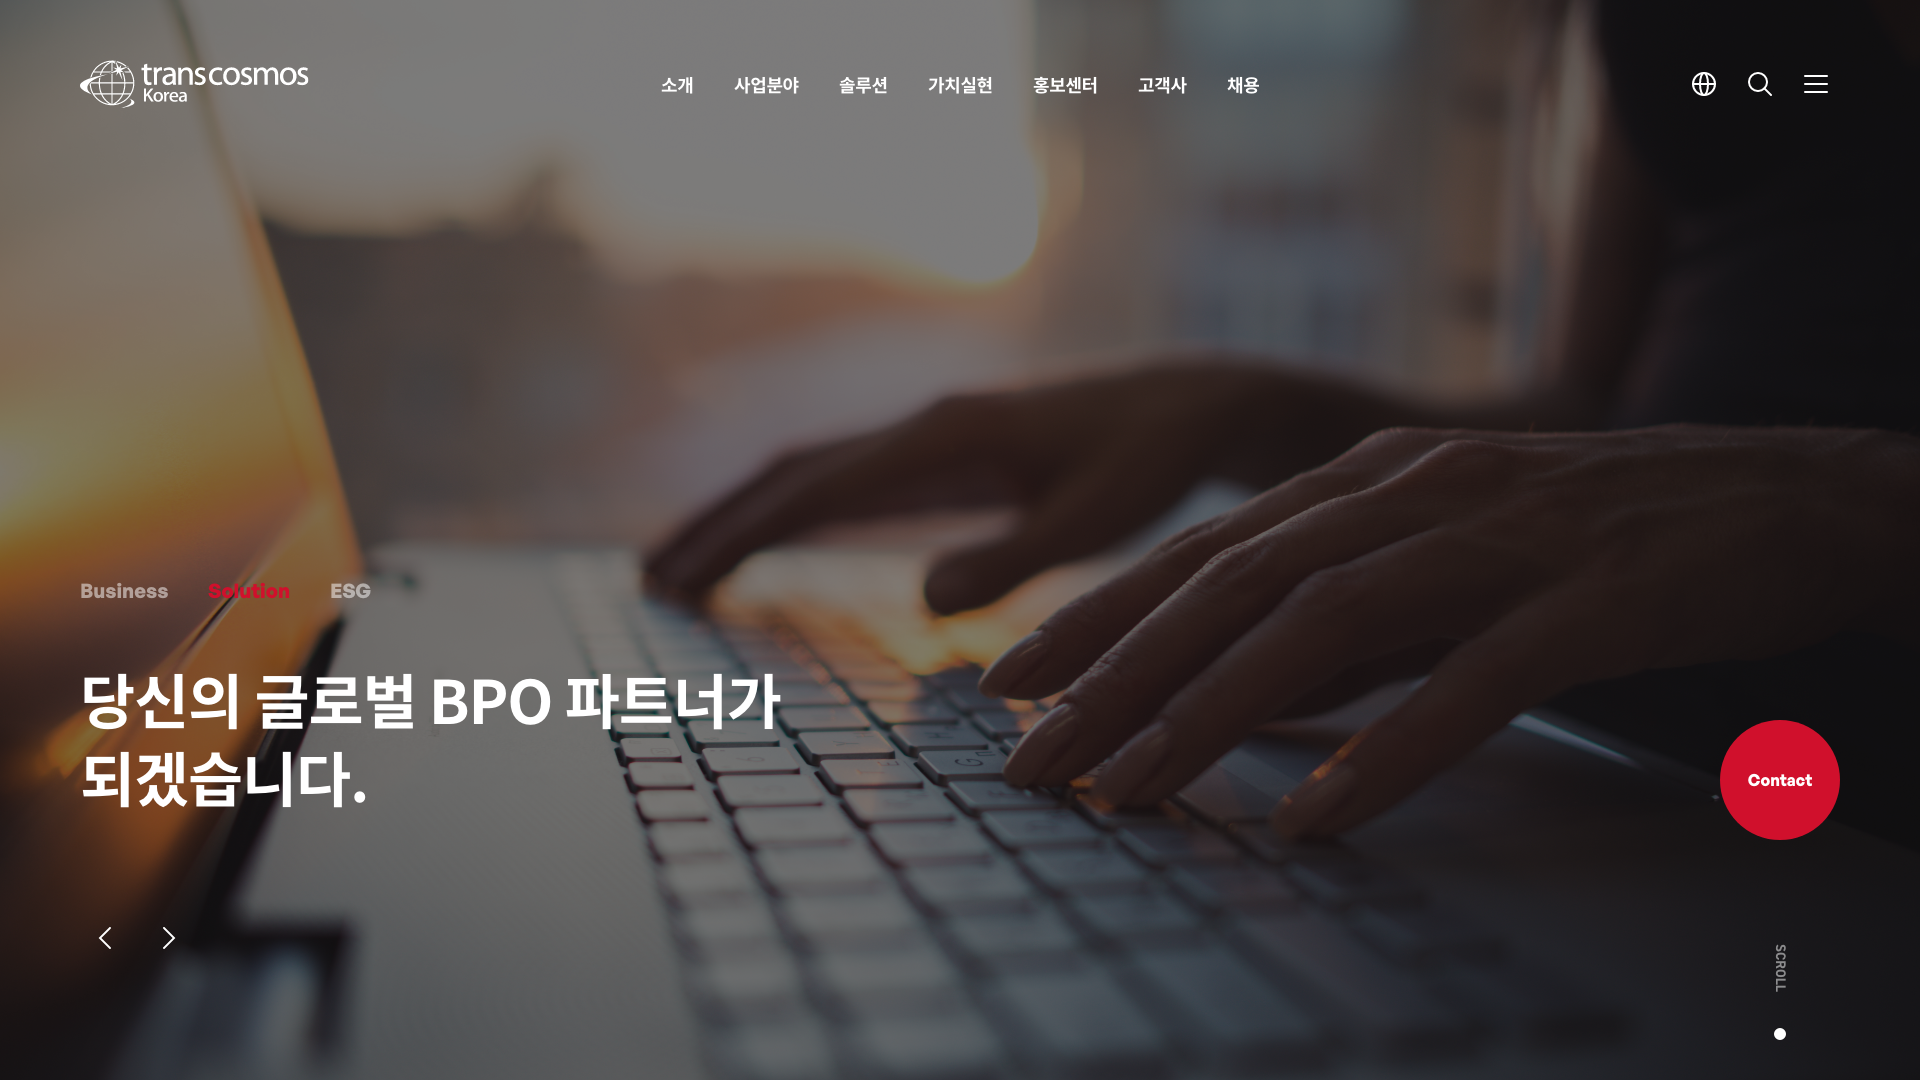 transcosmos
Korea
소개
사업분야
솔루션
가치실현
홍보센터
고객사
채용
Business
Solution
ESG
당신의 글로벌 BPO 파트너가
되겠습니다.
Contact
SCROLL